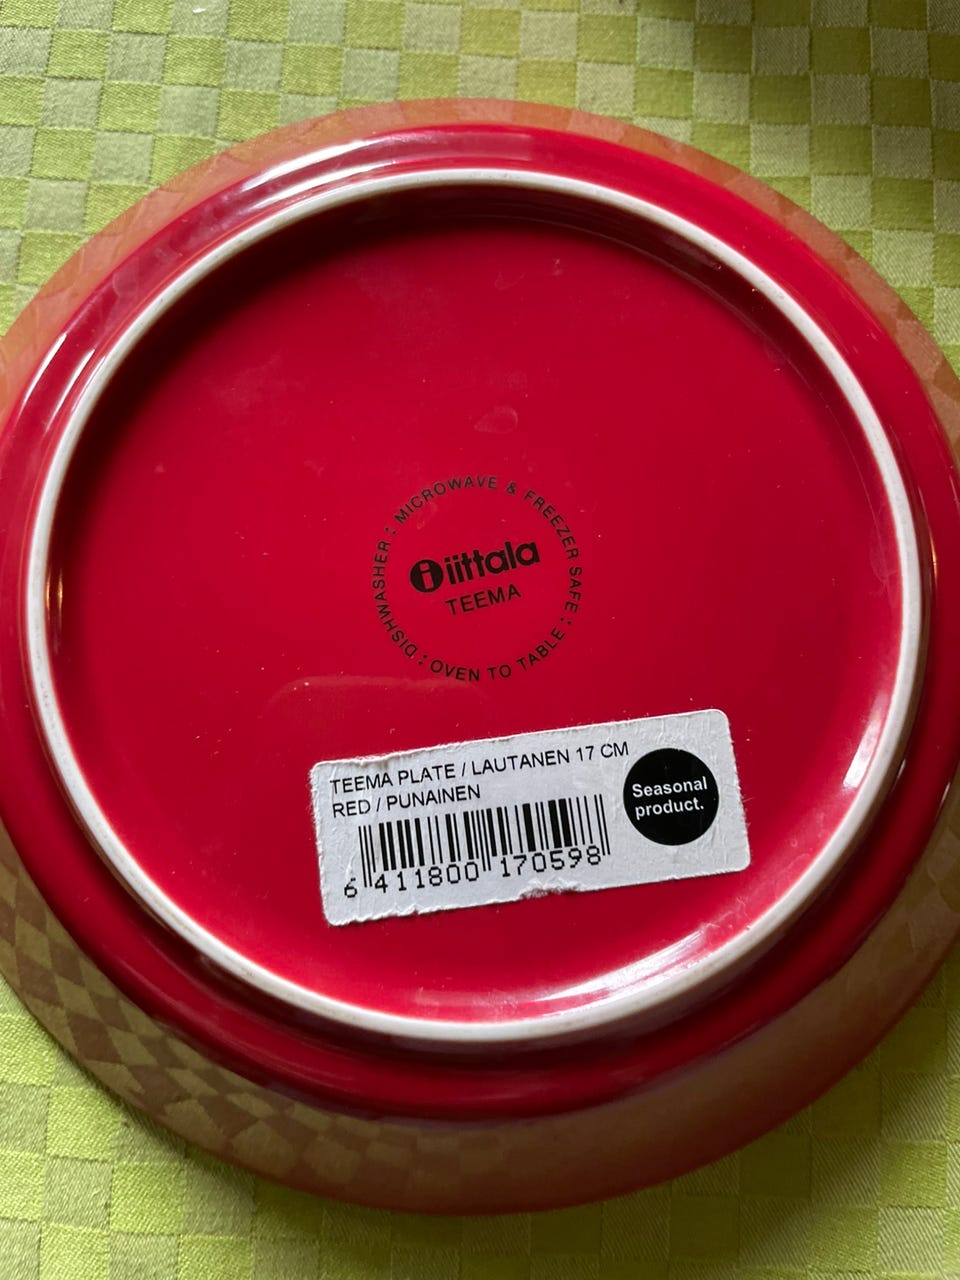 DISHWASHER : MICROWAVE & FREEZER SAFE : OVEN TO TABLE :
iittala
TEEMA
TEEMA PLATE / LAUTANEN 17 CM
RED / PUNAINEN
Seasonal
product.
6 411800 170598